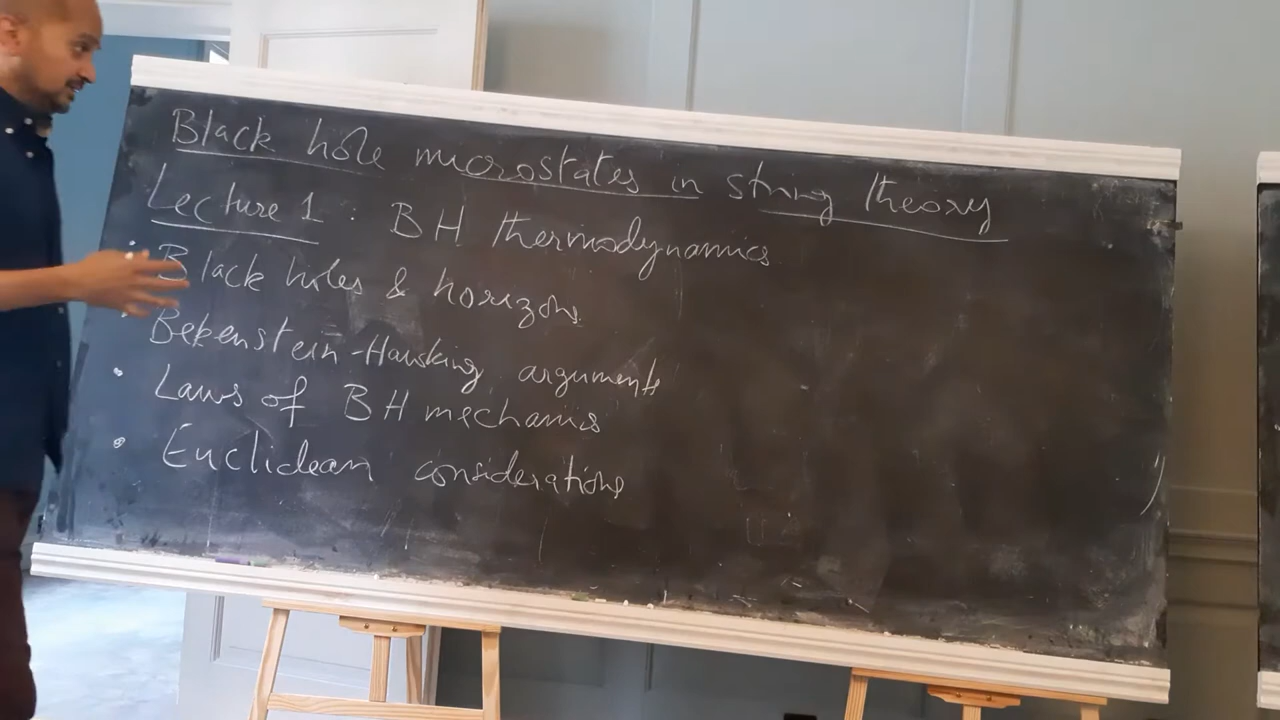 Black hole microstates in string theory
Lecture 1 : BH thermodynamics
• Black holes & horizons
• Bekenstein-Hawking arguments
• Laws of BH mechanics
• Euclidean considerations